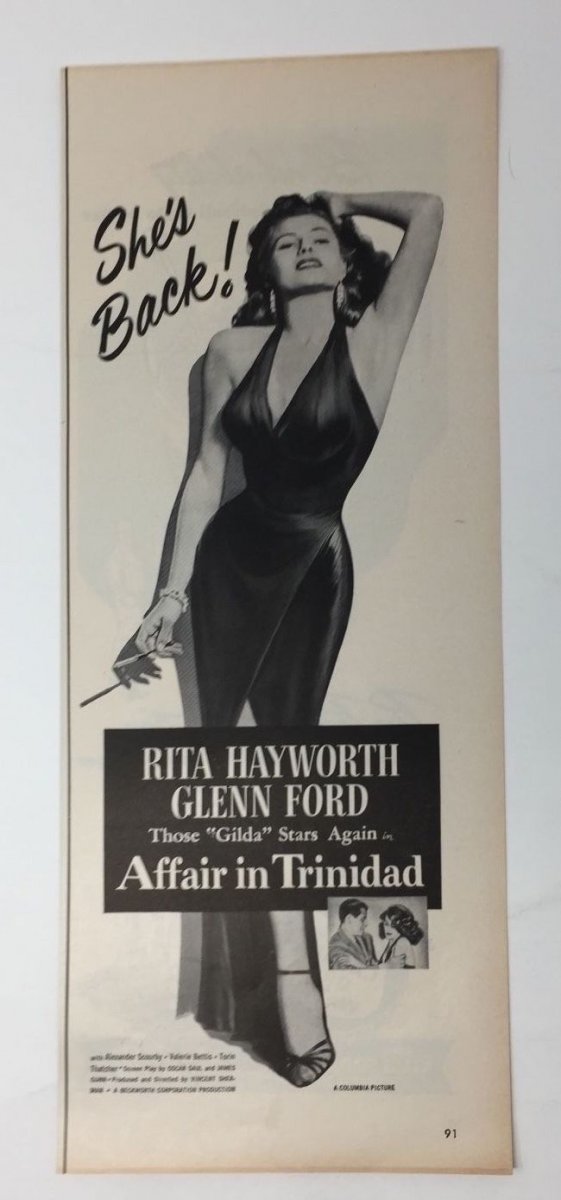 She's
Back!
RITA HAYWORTH
GLENN FORD
Those "Gilda" Stars Again in
Affair in Trinidad
with Alexander Scourby • Valerie Bettis • Torin
Thatcher • Screen Play by OSCAR SAUL and JAMES
GUNN • Produced and Directed by VINCENT SHER-
MAN • A BECKWORTH CORPORATION PRODUCTION
A COLUMBIA PICTURE
91